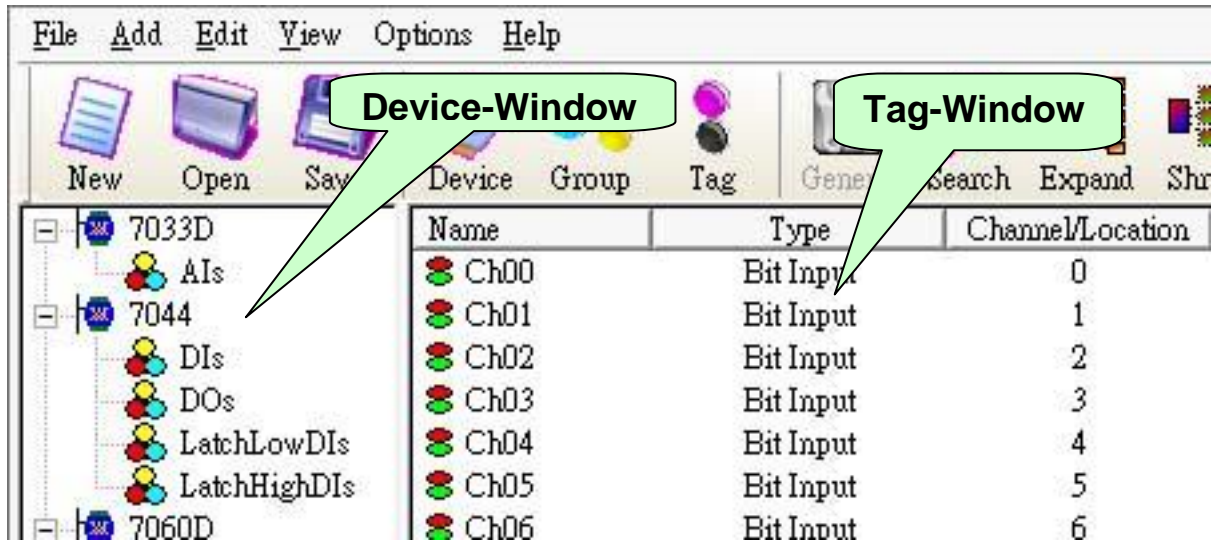 File Add Edit View Options Help
Device-Window
Tag-Window
New Open Sav Device Group Tag Gene Search Expand Shr
7033D
AIs
7044
DIs
DOs
LatchLowDIs
LatchHighDIs
7060D
Name Type Channel/Location
Ch00 Bit Input 0
Ch01 Bit Input 1
Ch02 Bit Input 2
Ch03 Bit Input 3
Ch04 Bit Input 4
Ch05 Bit Input 5
Ch06 Bit Input 6